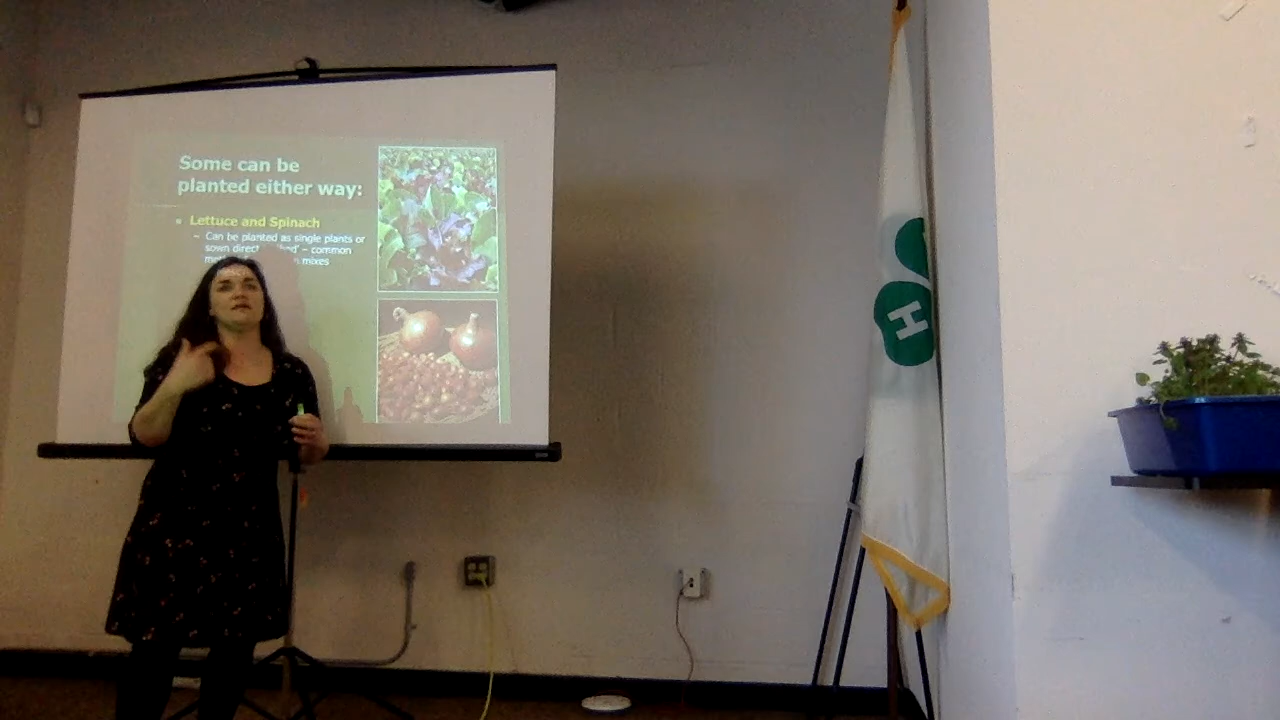 Some can be
planted either way:
Lettuce and Spinach
– Can be planted as single plants or
sown direct – common
mixes
H